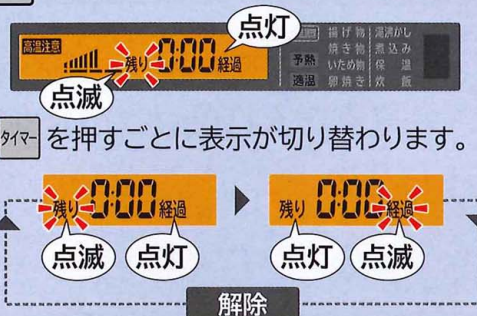 点灯
高温注意 残り 0:00 経過
揚げ物 湯沸かし
焼き物 煮込み
予熱 いため物 保温
適温 卵焼き 炊飯
点滅
タイマー を押すごとに表示が切り替わります。
残り 0:00 経過 残り 0:00 経過
点滅 点灯 点灯 点滅
解除